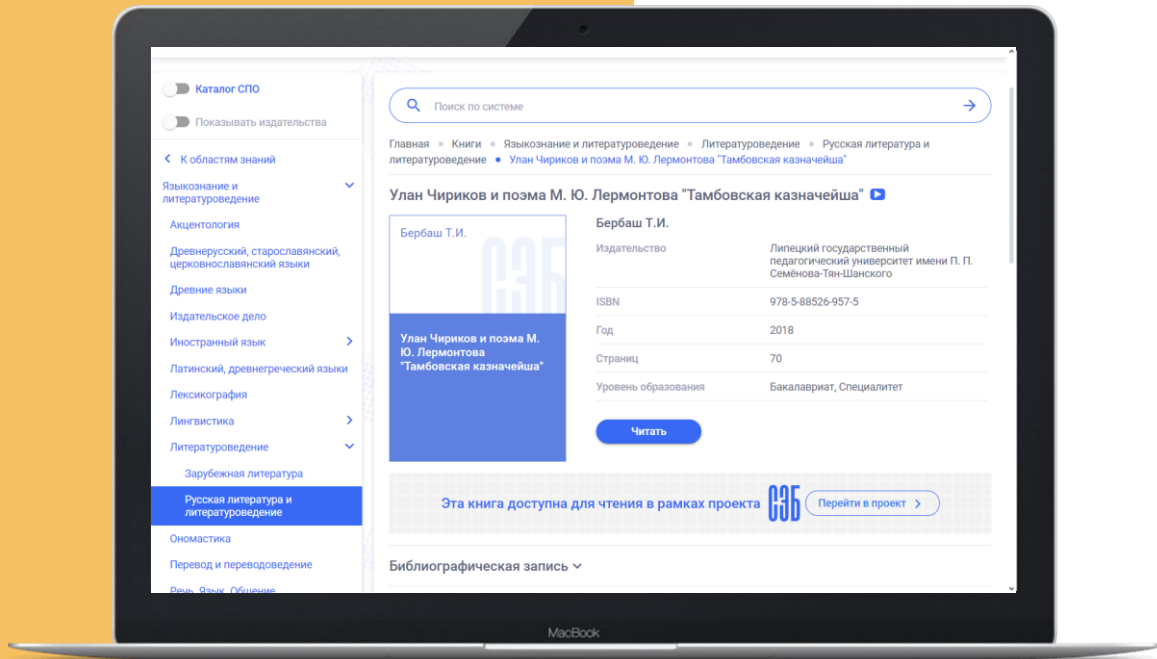 Каталог СПО
Показывать издательства
К областям знаний
Языкознание и
литературоведение
Акцентология
Древнерусский, старославянский,
церковнославянский языки
Древние языки
Издательское дело
Иностранный язык
Латинский, древнегреческий языки
Лексикография
Лингвистика
Литературоведение
Зарубежная литература
Русская литература и
литературоведение
Ономастика
Перевод и переводоведение
Речь. Язык. Общение
Поиск по системе
Главная Книги Языкознание и литературоведение Литературоведение Русская литература и
литературоведение Улан Чириков и поэма М. Ю. Лермонтова "Тамбовская казначейша"
Улан Чириков и поэма М. Ю. Лермонтова "Тамбовская казначейша"
Бербаш Т.И.
СЭБ
Улан Чириков и поэма М.
Ю. Лермонтова
"Тамбовская казначейша"
Бербаш Т.И.
Издательство Липецкий государственный
педагогический университет имени П. П.
Семёнова-Тян-Шанского
ISBN 978-5-88526-957-5
Год 2018
Страниц 70
Уровень образования Бакалавриат, Специалитет
Читать
Эта книга доступна для чтения в рамках проекта СЭБ Перейти в проект
Библиографическая запись
MacBook